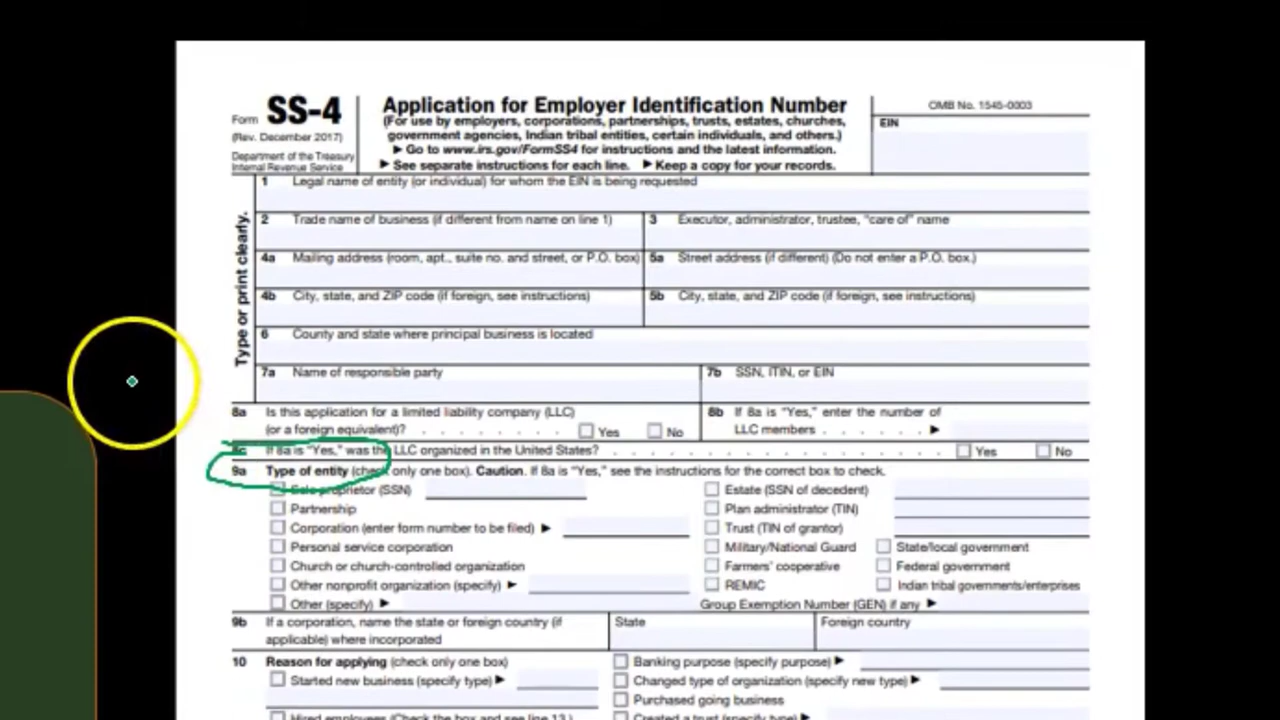 Form SS-4
(Rev. December 2017)
Department of the Treasury
Internal Revenue Service
Application for Employer Identification Number
(For use by employers, corporations, partnerships, trusts, estates, churches,
government agencies, Indian tribal entities, certain individuals, and others.)
▶ Go to www.irs.gov/FormSS4 for instructions and the latest information.
▶ See separate instructions for each line. ▶ Keep a copy for your records.
OMB No. 1545-0003
EIN
Type or print clearly.
1 Legal name of entity (or individual) for whom the EIN is being requested
2 Trade name of business (if different from name on line 1)
3 Executor, administrator, trustee, "care of" name
4a Mailing address (room, apt., suite no. and street, or P.O. box)
5a Street address (if different) (Do not enter a P.O. box.)
4b City, state, and ZIP code (if foreign, see instructions)
5b City, state, and ZIP code (if foreign, see instructions)
6 County and state where principal business is located
7a Name of responsible party
7b SSN, ITIN, or EIN
8a Is this application for a limited liability company (LLC)
(or a foreign equivalent)? . . . . . . . . Yes No
8b If 8a is "Yes," enter the number of
LLC members . . . . . . ▶
8c If 8a is "Yes," was the LLC organized in the United States? . . . . . . . . . . . . . . . . . . Yes No
9a Type of entity (check only one box). Caution. If 8a is "Yes," see the instructions for the correct box to check.
Sole proprietor (SSN)
Estate (SSN of decedent)
Partnership
Plan administrator (TIN)
Corporation (enter form number to be filed) ▶
Trust (TIN of grantor)
Personal service corporation
Military/National Guard
State/local government
Church or church-controlled organization
Farmers' cooperative
Federal government
Other nonprofit organization (specify) ▶
REMIC
Indian tribal governments/enterprises
Other (specify) ▶
Group Exemption Number (GEN) if any ▶
9b If a corporation, name the state or foreign country (if
applicable) where incorporated
State
Foreign country
10 Reason for applying (check only one box)
Banking purpose (specify purpose) ▶
Started new business (specify type) ▶
Changed type of organization (specify new type) ▶
Purchased going business
Hired employees (Check the box and see line 13.)
Created a trust (specify type) ▶